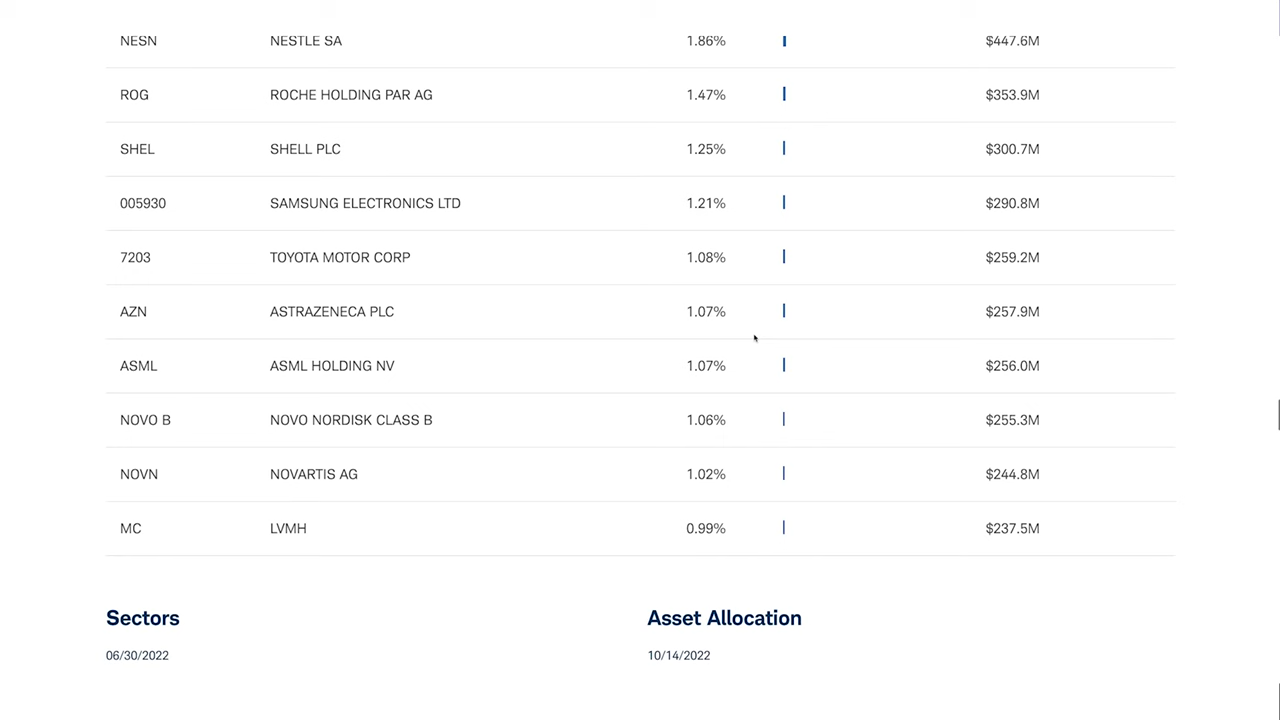 NESN NESTLE SA 1.86% $447.6M
ROG ROCHE HOLDING PAR AG 1.47% $353.9M
SHEL SHELL PLC 1.25% $300.7M
005930 SAMSUNG ELECTRONICS LTD 1.21% $290.8M
7203 TOYOTA MOTOR CORP 1.08% $259.2M
AZN ASTRAZENECA PLC 1.07% $257.9M
ASML ASML HOLDING NV 1.07% $256.0M
NOVO B NOVO NORDISK CLASS B 1.06% $255.3M
NOVN NOVARTIS AG 1.02% $244.8M
MC LVMH 0.99% $237.5M
Sectors Asset Allocation
06/30/2022 10/14/2022